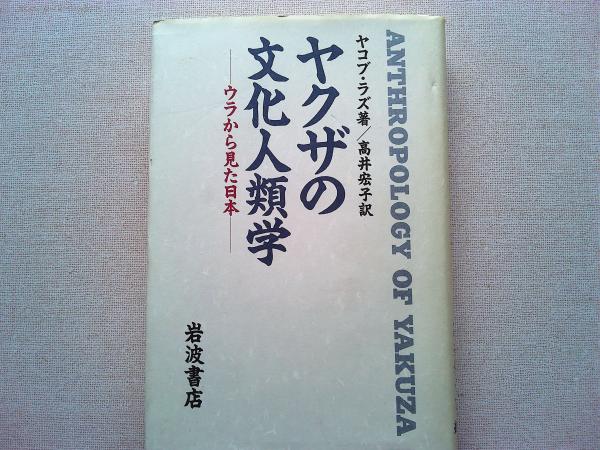 ANTHROPOLOGY OF YAKUZA
ヤコブ・ラズ著／高井宏子訳
ヤクザの
文化人類学
ウラから見た日本
岩波書店